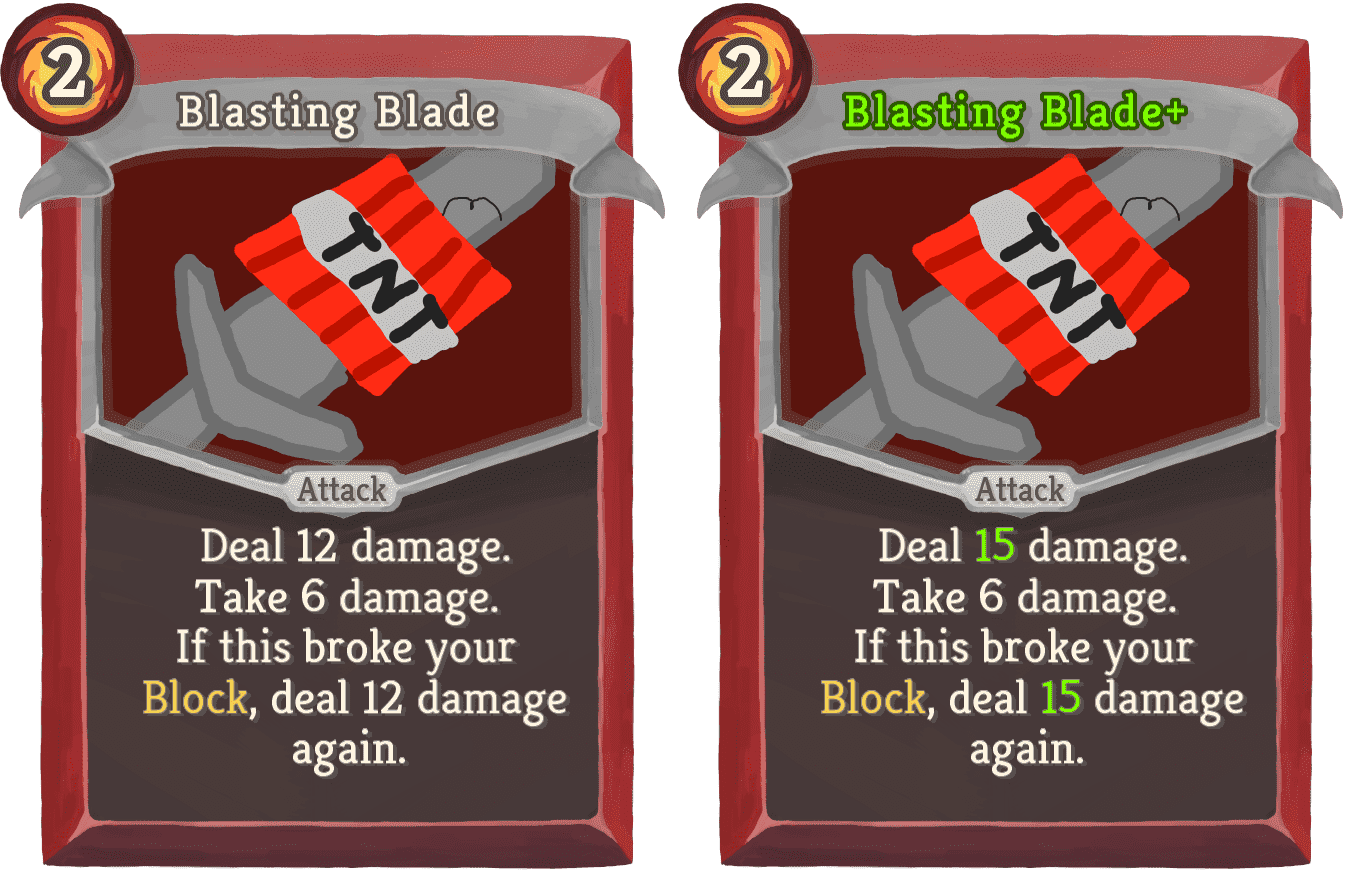 2
Blasting Blade
TNT
Attack
Deal 12 damage.
Take 6 damage.
If this broke your
Block, deal 12 damage
again.
2
Blasting Blade+
TNT
Attack
Deal 15 damage.
Take 6 damage.
If this broke your
Block, deal 15 damage
again.